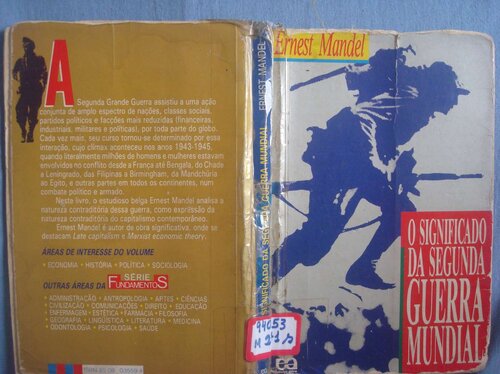 A
Segunda Grande Guerra assistiu a uma ação
conjunta de amplo espectro de nações, classes sociais,
partidos políticos e facções mais reduzidas (financeiras,
industriais, militares e políticas), por toda parte do globo.
Cada vez mais, seu curso tornou-se determinado por essa
interação, cujo clímax aconteceu nos anos 1943-1945,
quando literalmente milhões de homens e mulheres estavam
envolvidos no conflito desde a França até Bengala, do Chade
a Leningrado, das Filipinas a Birmingham, da Mandchúria
ao Egito, e outras partes em todos os continentes, num
combate político e armado.
Neste livro, o estudioso belga Ernest Mandel analisa a
natureza contraditória dessa guerra, como expressão da
natureza contraditória do capitalismo contemporâneo.
Ernest Mandel é autor de obra significativa, onde se
destacam Late capitalism e Marxist economic theory.
ÁREAS DE INTERESSE DO VOLUME
• ECONOMIA • HISTÓRIA • POLÍTICA • SOCIOLOGIA
OUTRAS ÁREAS DA SÉRIE FUNDAMENTOS
• ADMINISTRAÇÃO • ANTROPOLOGIA • ARTES • CIÊNCIAS
CIVILIZAÇÃO • COMUNICAÇÕES • DIREITO • EDUCAÇÃO
• ENFERMAGEM • ESTÉTICA • FARMÁCIA • FILOSOFIA
• GEOGRAFIA • LINGUÍSTICA • LITERATURA • MEDICINA
• ODONTOLOGIA • PSICOLOGIA • SAÚDE
ISBN 85 08 03599 4
ERNEST MANDEL
SIGNIFICADO DA SEGUNDA GUERRA MUNDIAL
94053
Ernest Mandel
O SIGNIFICADO
DA SEGUNDA
GUERRA
MUNDIAL